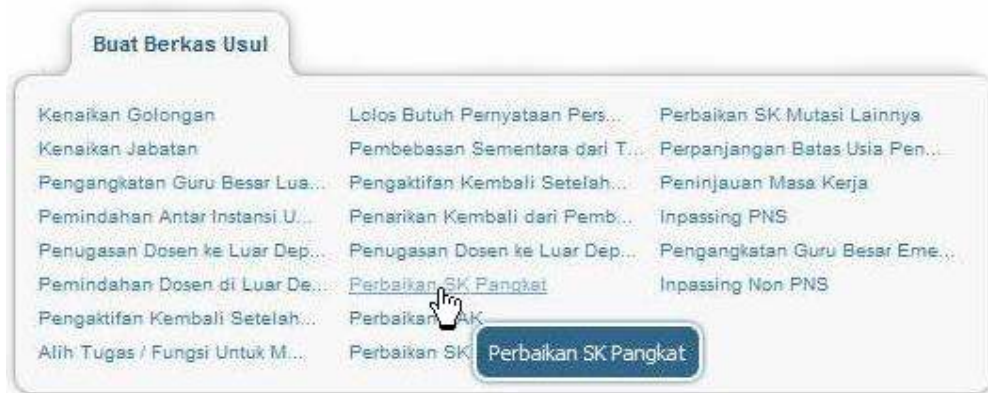 Buat Berkas Usul
Kenaikan Golongan
Kenaikan Jabatan
Pengangkatan Guru Besar Lua...
Pemindahan Antar Instansi U...
Penugasan Dosen ke Luar Dep...
Pemindahan Dosen di Luar De...
Pengaktifan Kembali Setelah...
Alih Tugas / Fungsi Untuk M...
Lolos Butuh Pernyataan Pers...
Pembebasan Sementara dari T...
Pengaktifan Kembali Setelah...
Penarikan Kembali dari Pemb...
Penugasan Dosen ke Luar Dep...
Perbaikan SK Pangkat
Perbaikan
Perbaikan SK
Perbaikan SK Pangkat
Perbaikan SK Mutasi Lainnya
Perpanjangan Batas Usia Pen...
Peninjauan Masa Kerja
Inpassing PNS
Pengangkatan Guru Besar Eme...
Inpassing Non PNS